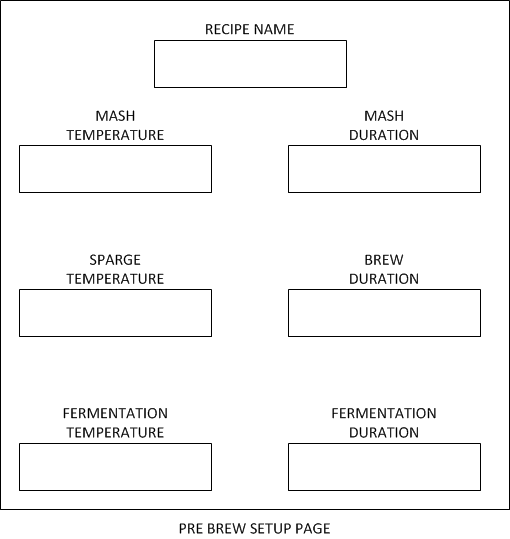 RECIPE NAME
MASH
TEMPERATURE
MASH
DURATION
SPARGE
TEMPERATURE
BREW
DURATION
FERMENTATION
TEMPERATURE
FERMENTATION
DURATION
PRE BREW SETUP PAGE